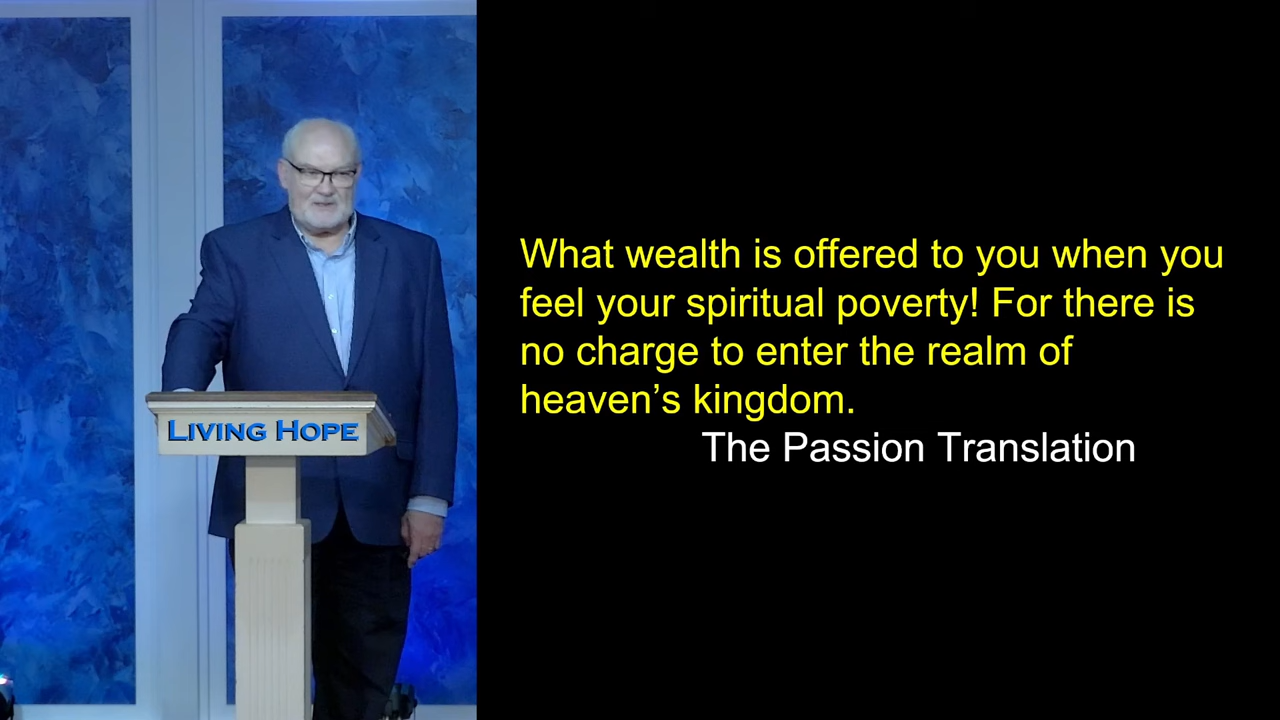 LIVING HOPE
What wealth is offered to you when you
feel your spiritual poverty! For there is
no charge to enter the realm of
heaven’s kingdom.
The Passion Translation